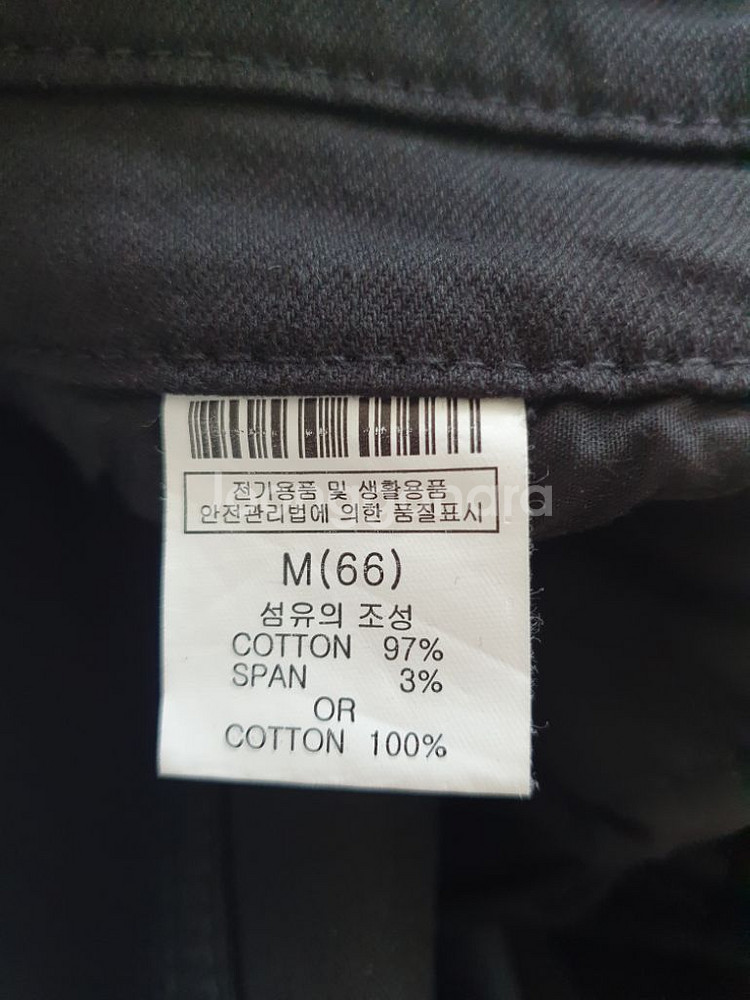 전기용품 및 생활용품
안전관리법에 의한 품질표시
M(66)
섬유의 조성
COTTON 97%
SPAN 3%
OR
COTTON 100%